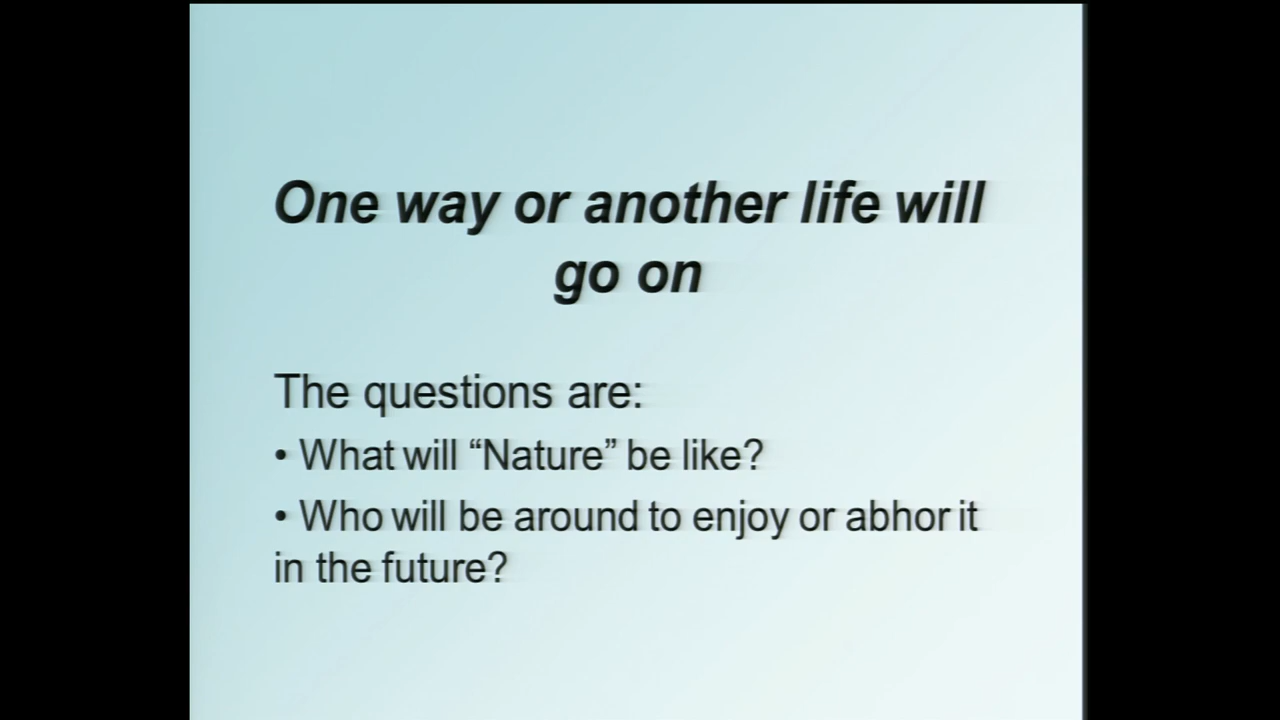 One way or another life will
go on
The questions are:
• What will “Nature” be like?
• Who will be around to enjoy or abhor it
in the future?